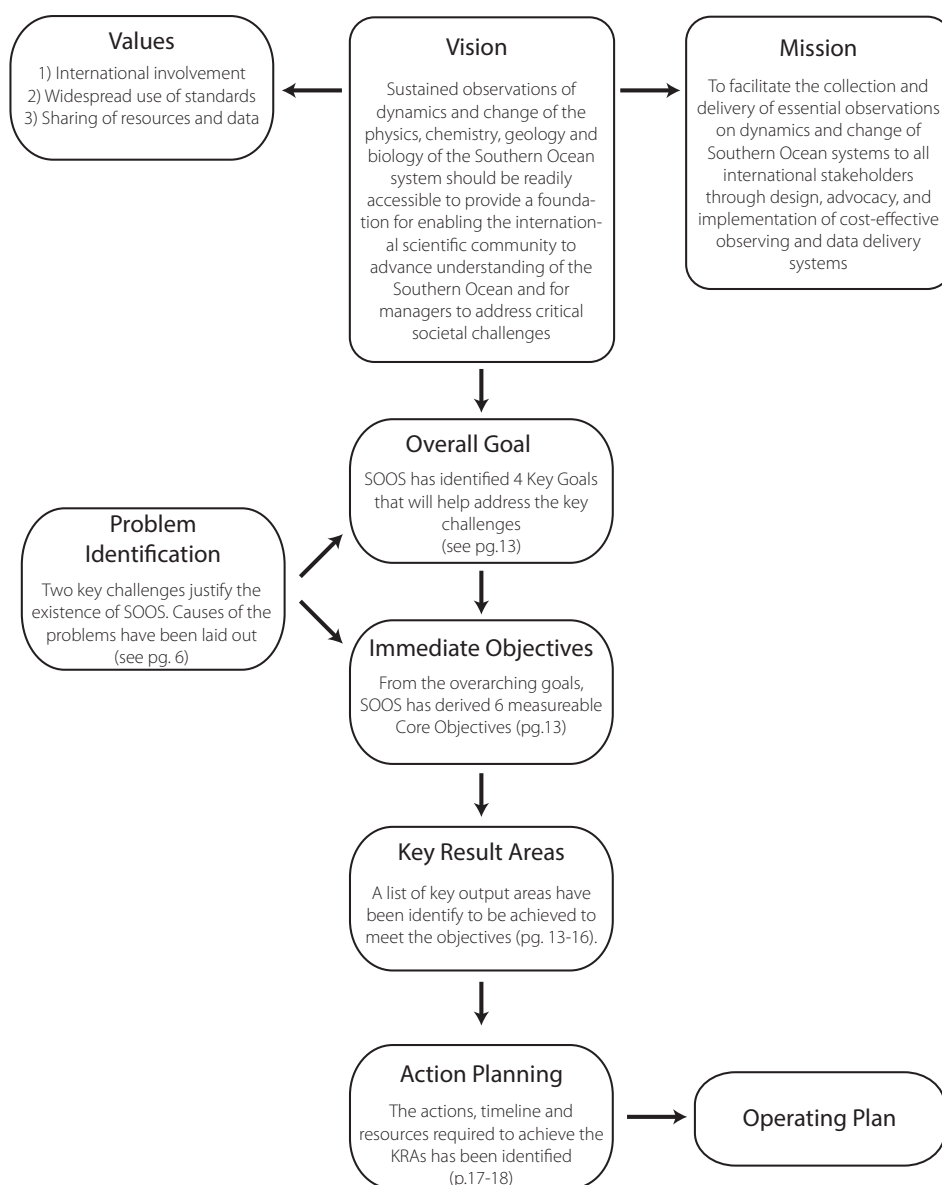 Values
1) International involvement
2) Widespread use of standards
3) Sharing of resources and data
Vision
Sustained observations of
dynamics and change of the
physics, chemistry, geology and
biology of the Southern Ocean
system should be readily
accessible to provide a founda-
tion for enabling the internation-
al scientific community to
advance understanding of the
Southern Ocean and for
managers to address critical
societal challenges
Mission
To facilitate the collection and
delivery of essential observations
on dynamics and change of
Southern Ocean systems to all
international stakeholders
through design, advocacy, and
implementation of cost-effective
observing and data delivery
systems
Overall Goal
SOOS has identified 4 Key Goals
that will help address the key
challenges
(see pg.13)
Problem
Identification
Two key challenges justify the
existence of SOOS. Causes of the
problems have been laid out
(see pg. 6)
Immediate Objectives
From the overarching goals,
SOOS has derived 6 measureable
Core Objectives (pg.13)
Key Result Areas
A list of key output areas have
been identify to be achieved to
meet the objectives (pg. 13-16).
Action Planning
The actions, timeline and
resources required to achieve the
KRAs has been identified
(p.17-18)
Operating Plan